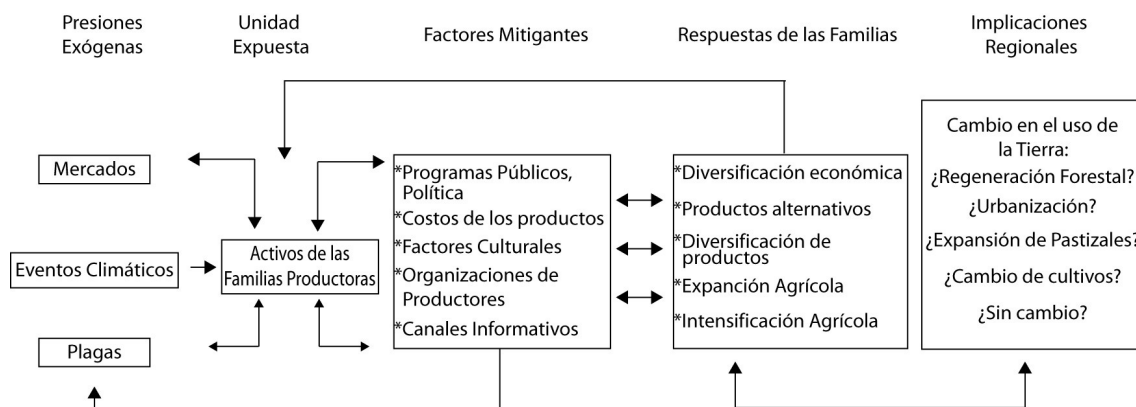 Presiones
Exógenas
Unidad
Expuesta
Factores Mitigantes
Respuestas de las Familias
Implicaciones
Regionales
Mercados
Eventos Climáticos
Plagas
Activos de las
Familias Productoras
*Programas Públicos,
Política
*Costos de los productos
*Factores Culturales
*Organizaciones de
Productores
*Canales Informativos
*Diversificación económica
*Productos alternativos
*Diversificación de
productos
*Expanción Agrícola
*Intensificación Agrícola
Cambio en el uso de
la Tierra:
¿Regeneración Forestal?
¿Urbanización?
¿Expansión de Pastizales?
¿Cambio de cultivos?
¿Sin cambio?